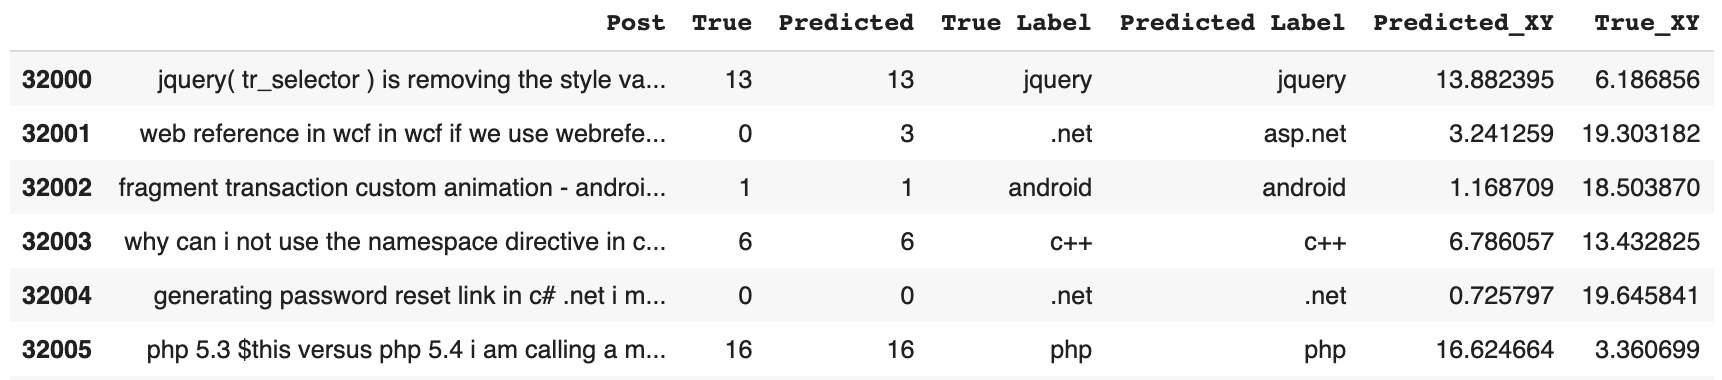 Post True Predicted True Label Predicted Label Predicted_XY True_XY
32000 jquery( tr_selector ) is removing the style va... 13 13 jquery jquery 13.882395 6.186856
32001 web reference in wcf in wcf if we use webrefe... 0 3 .net asp.net 3.241259 19.303182
32002 fragment transaction custom animation - androi... 1 1 android android 1.168709 18.503870
32003 why can i not use the namespace directive in c... 6 6 c++ c++ 6.786057 13.432825
32004 generating password reset link in c# .net i m... 0 0 .net .net 0.725797 19.645841
32005 php 5.3 $this versus php 5.4 i am calling a m... 16 16 php php 16.624664 3.360699